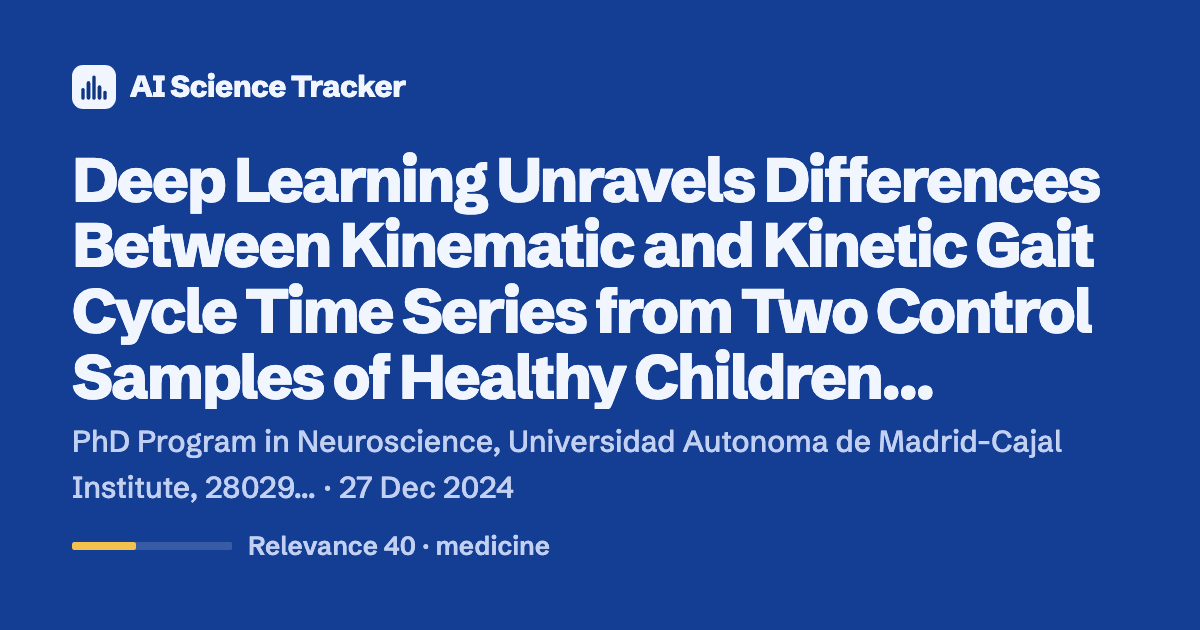 AI Science Tracker
Deep Learning Unravels Differences
Between Kinematic and Kinetic Gait
Cycle Time Series from Two Control
Samples of Healthy Children...
PhD Program in Neuroscience, Universidad Autonoma de Madrid-Cajal
Institute, 28029... · 27 Dec 2024
Relevance 40 · medicine